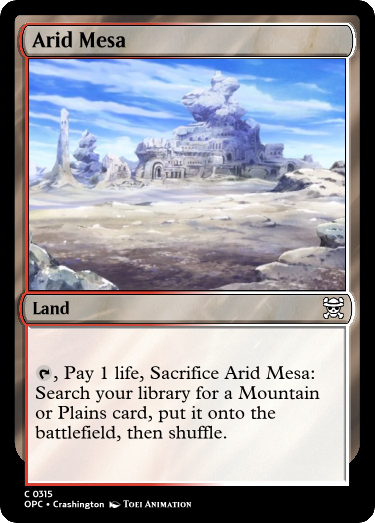 Arid Mesa
Land
, Pay 1 life, Sacrifice Arid Mesa:
Search your library for a Mountain
or Plains card, put it onto the
battlefield, then shuffle.
C 0315
OPC • Crashington Toei Animation